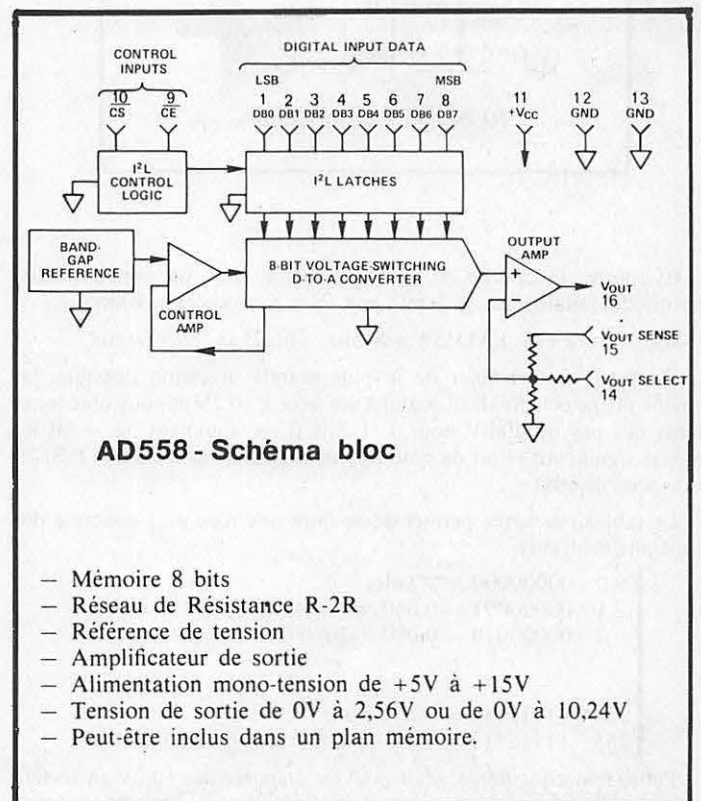 CONTROL
INPUTS
DIGITAL INPUT DATA
LSB MSB
10 9 1 2 3 4 5 6 7 8 11 12 13
CS CE DB0 DB1 DB2 DB3 DB4 DB5 DB6 DB7 +VCC GND GND
I²L
CONTROL
LOGIC
I²L LATCHES
BAND-
GAP
REFERENCE
CONTROL
AMP
8-BIT VOLTAGE-SWITCHING
D-TO-A CONVERTER
OUTPUT
AMP
+
−
VOUT
16
VOUT SENSE
15
VOUT SELECT
14
AD558 - Schéma bloc
— Mémoire 8 bits
— Réseau de Résistance R-2R
— Référence de tension
— Amplificateur de sortie
— Alimentation mono-tension de +5V à +15V
— Tension de sortie de 0V à 2,56V ou de 0V à 10,24V
— Peut-être inclus dans un plan mémoire.